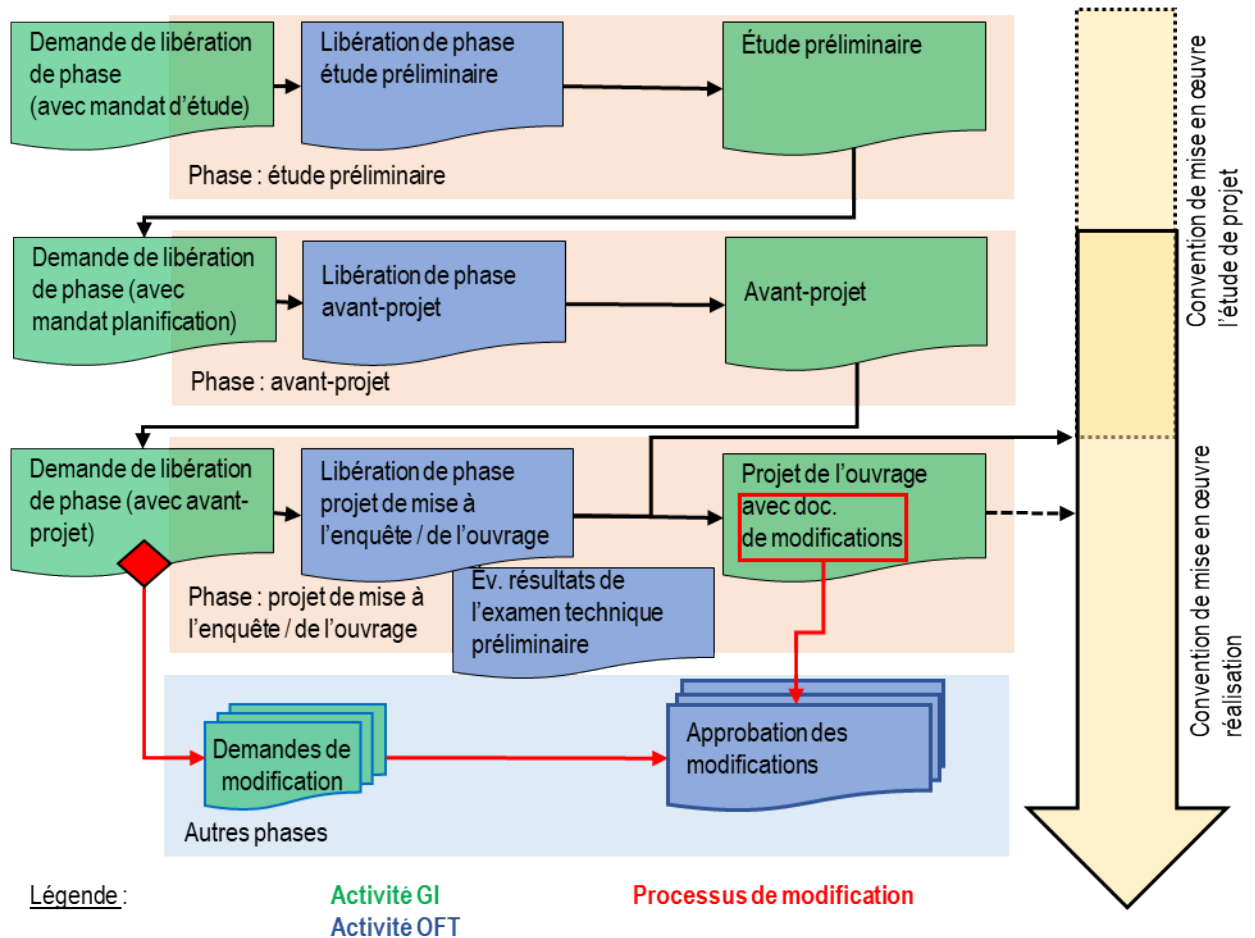 Demande de libération
de phase
(avec mandat d'étude)
Libération de phase
étude préliminaire
Étude préliminaire
Phase : étude préliminaire
Demande de libération
de phase (avec
mandat planification)
Libération de phase
avant-projet
Avant-projet
Phase : avant-projet
Demande de libération
de phase (avec avant-
projet)
Libération de phase
projet de mise à
l'enquête / de l'ouvrage
Projet de l'ouvrage
avec doc.
de modifications
Év. résultats de
l'examen technique
préliminaire
Phase : projet de mise à
l'enquête / de l'ouvrage
Demandes de
modification
Approbation des
modifications
Autres phases
Convention de mise en œuvre
l'étude de projet
Convention de mise en œuvre
réalisation
Légende :
Activité GI
Processus de modification
Activité OFT